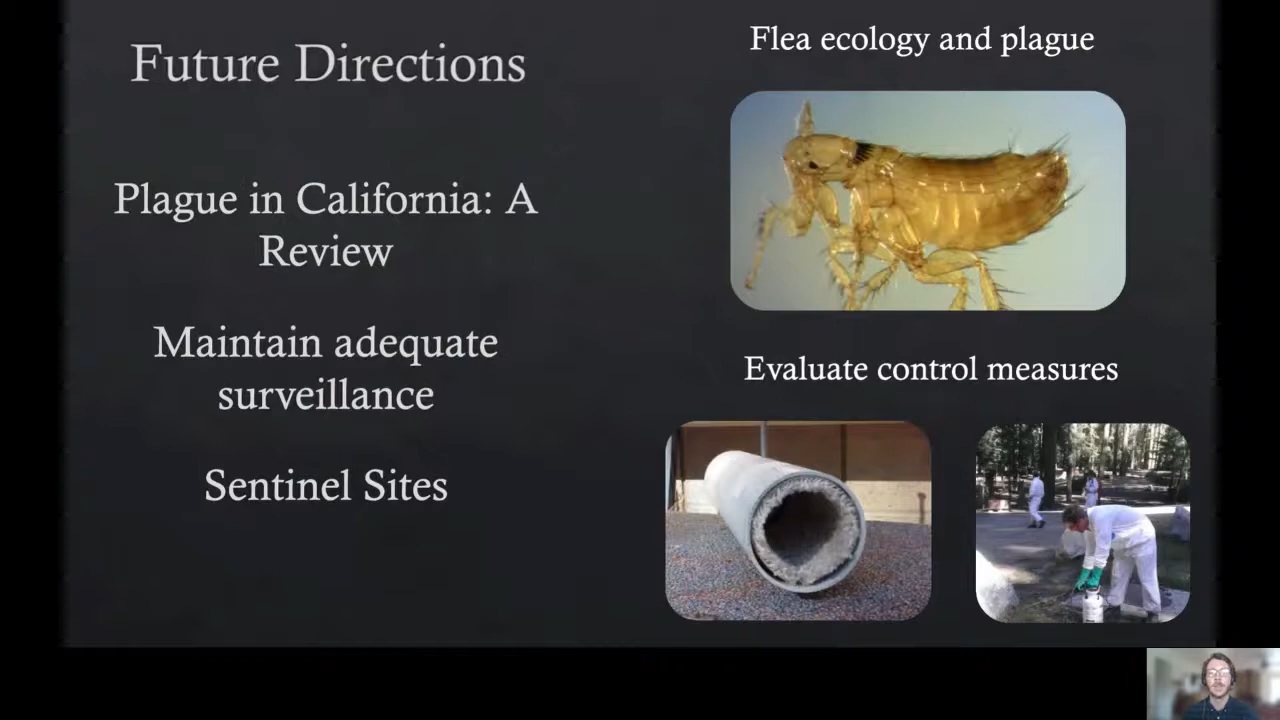 Future Directions
Plague in California: A
Review
Maintain adequate
surveillance
Sentinel Sites
Flea ecology and plague
Evaluate control measures